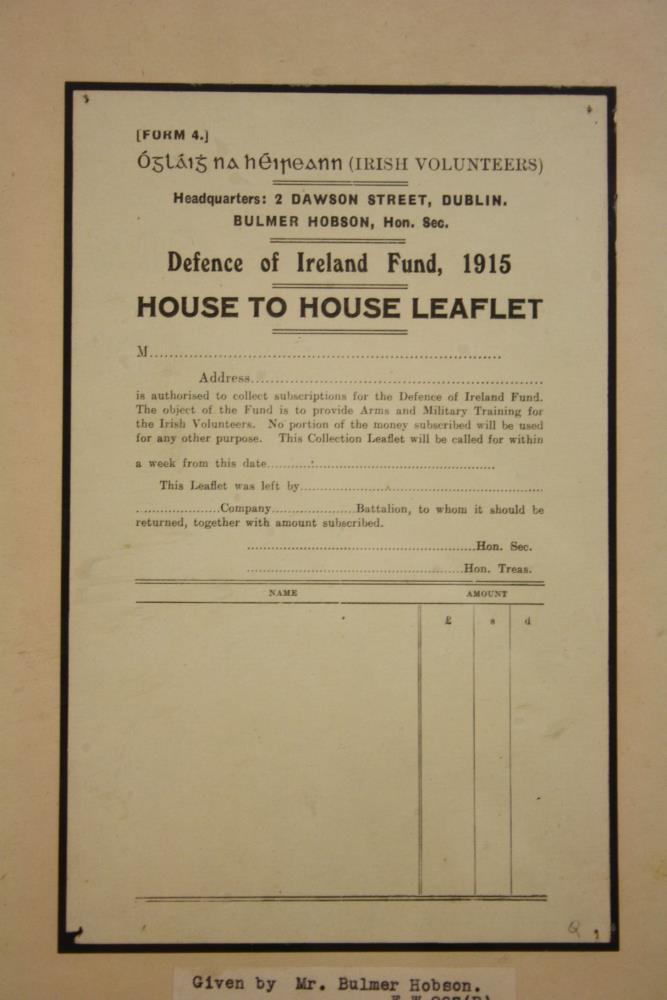 [FORM 4.]
Ógláiġ na hÉireann (IRISH VOLUNTEERS)
Headquarters: 2 DAWSON STREET, DUBLIN.
BULMER HOBSON, Hon. Sec.
Defence of Ireland Fund, 1915
HOUSE TO HOUSE LEAFLET
M..........
Address..........
is authorised to collect subscriptions for the Defence of Ireland Fund.
The object of the Fund is to provide Arms and Military Training for
the Irish Volunteers. No portion of the money subscribed will be used
for any other purpose. This Collection Leaflet will be called for within
a week from this date..........
This Leaflet was left by..........
..........Company..........Battalion, to whom it should be
returned, together with amount subscribed.
..........Hon. Sec.
..........Hon. Treas.
NAME AMOUNT
£ s d
Q
Given by Mr. Bulmer Hobson.